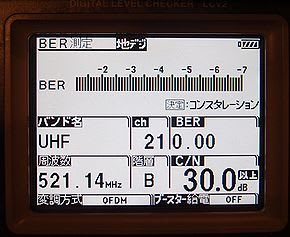 DIGITAL LEVEL CHECKER LCV2
BER測定 地デジ
-2 -3 -4 -5 -6 -7
BER
決定:コンスタレーション
バンド名 ch BER
UHF 21 0.00
周波数 階層 C/N 以上
521.14MHz B 30.0dB
変調方式 OFDM ブースター給電 OFF